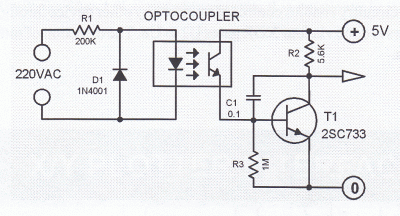 OPTOCOUPLER
R1
200K
220VAC
D1
1N4001
+ 5V
R2
5.6K
C1
0.1
T1
2SC733
R3
1M
0